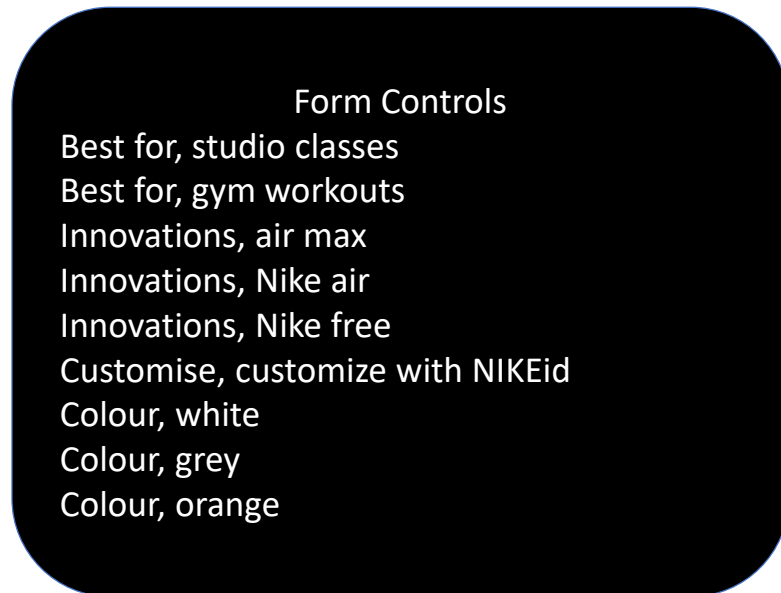 Form Controls
Best for, studio classes
Best for, gym workouts
Innovations, air max
Innovations, Nike air
Innovations, Nike free
Customise, customize with NIKEid
Colour, white
Colour, grey
Colour, orange